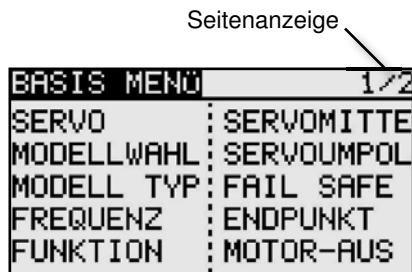 Seitenanzeige
BASIS MENÜ 1/2
SERVO SERVOMITTE
MODELLWAHL SERVOUMPOL
MODELL TYP FAIL SAFE
FREQUENZ ENDPUNKT
FUNKTION MOTOR-AUS